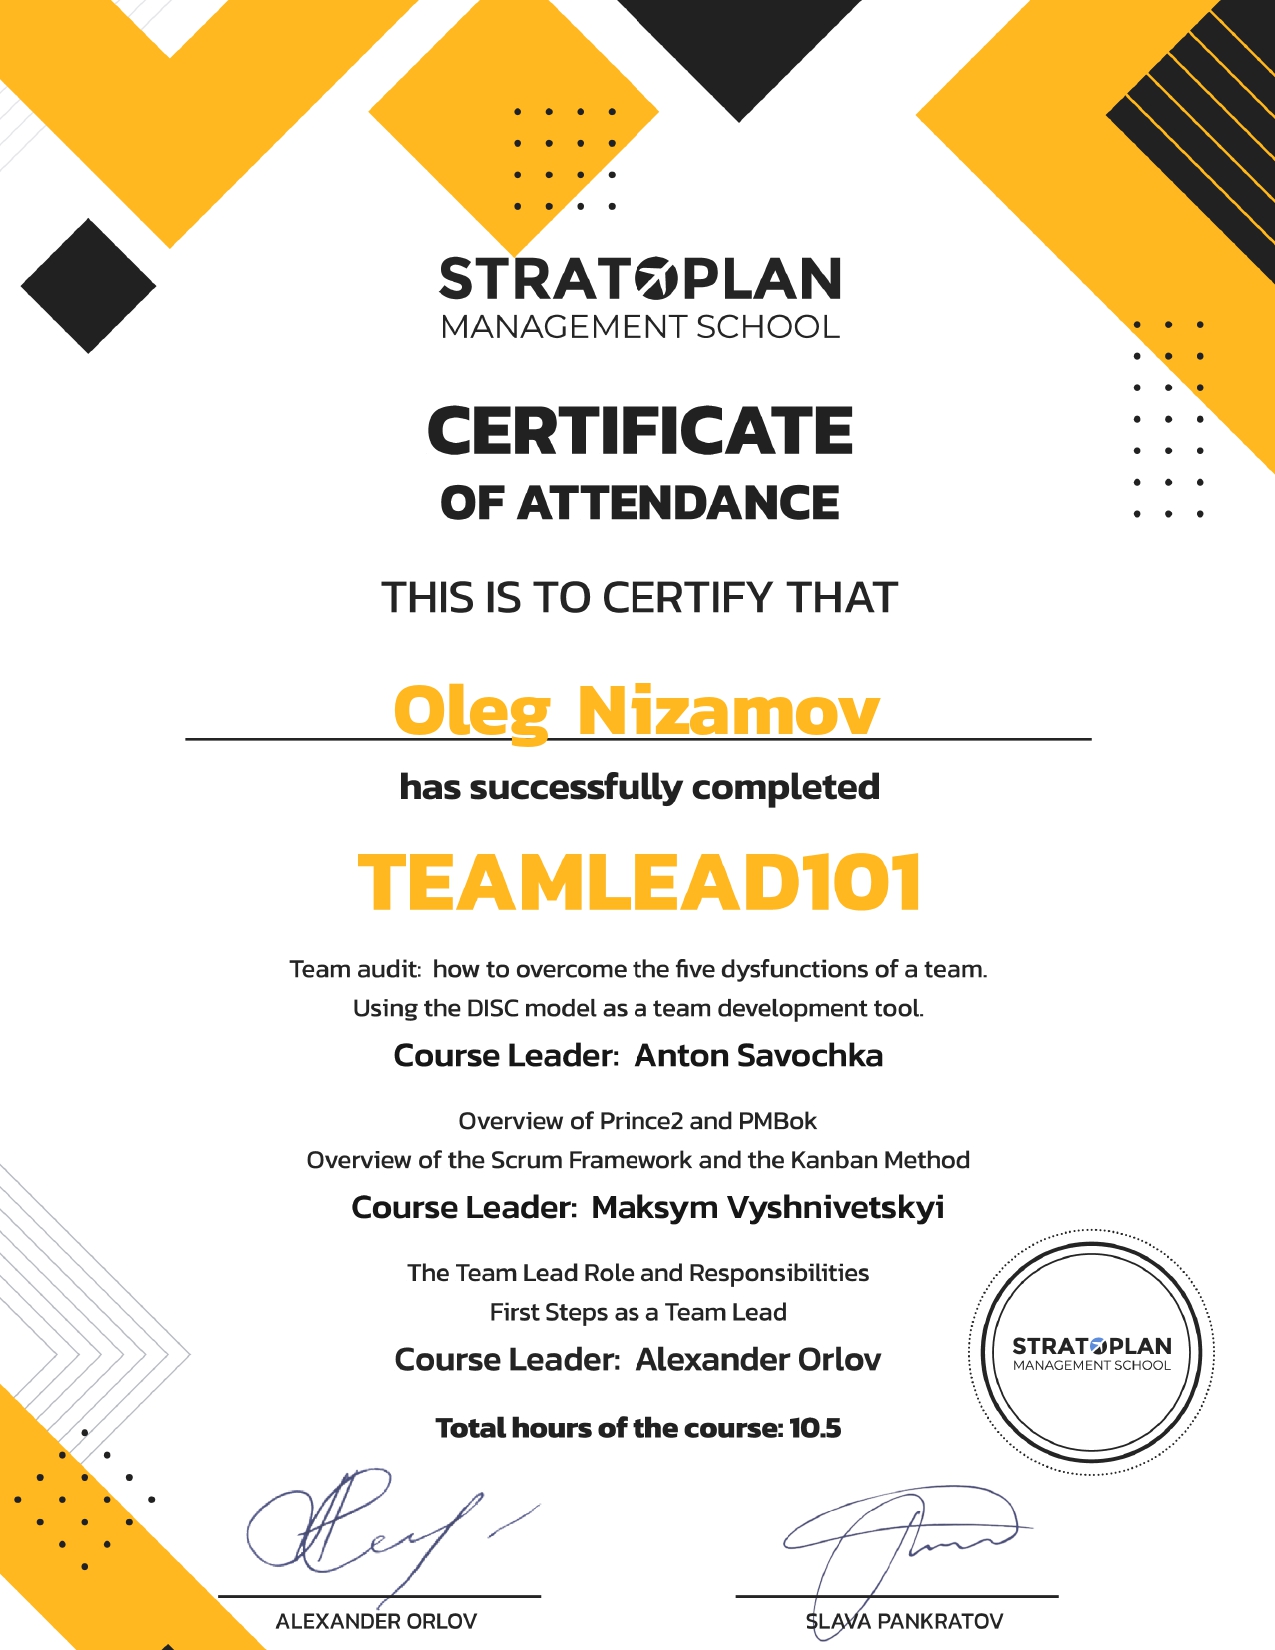 STRATOPLAN
MANAGEMENT SCHOOL
CERTIFICATE
OF ATTENDANCE
THIS IS TO CERTIFY THAT
Oleg Nizamov
has successfully completed
TEAMLEAD101
Team audit: how to overcome the five dysfunctions of a team.
Using the DISC model as a team development tool.
Course Leader: Anton Savochka
Overview of Prince2 and PMBok
Overview of the Scrum Framework and the Kanban Method
Course Leader: Maksym Vyshnivetskyi
The Team Lead Role and Responsibilities
First Steps as a Team Lead
Course Leader: Alexander Orlov
STRATOPLAN
MANAGEMENT SCHOOL
Total hours of the course: 10.5
ALEXANDER ORLOV
SLAVA PANKRATOV